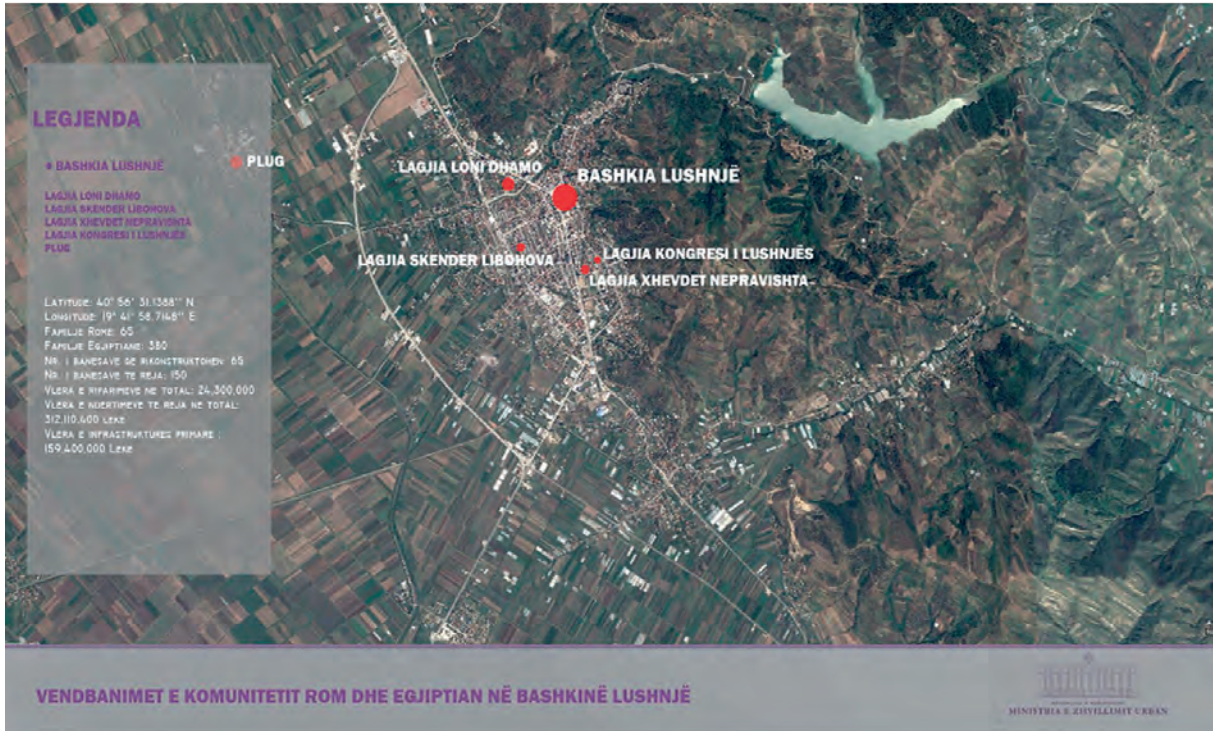 LEGJENDA
BASHKIA LUSHNJË
LAGJIA LONI DHAMO
LAGJIA SKENDER LIBOHOVA
LAGJIA XHEVDET NEPRAVISHTA
LAGJIA KONGRESI I LUSHNJËS
PLUG
LATITUDE: 40° 56' 31.1388'' N
LONGITUDE: 19° 41' 58.7148'' E
FAMILJE ROME: 65
FAMILJE EGJIPTIANE: 380
NR. I BANESAVE QE RIKONSTRUKTOHEN: 65
NR. I BANESAVE TE REJA: 150
VLERA E RIPARIMEVE NE TOTAL: 24,300,000
VLERA E NDERTIMEVE TE REJA NE TOTAL:
312,110,400 LEKE
VLERA E INFRASTRUKTURES PRIMARE :
159,400,000 LEKE
PLUG
LAGJIA LONI DHAMO
BASHKIA LUSHNJË
LAGJIA SKENDER LIBOHOVA
LAGJIA KONGRESI I LUSHNJËS
LAGJIA XHEVDET NEPRAVISHTA
VENDBANIMET E KOMUNITETIT ROM DHE EGJIPTIAN NË BASHKINË LUSHNJË
MINISTRIA E ZHVILLIMIT URBAN